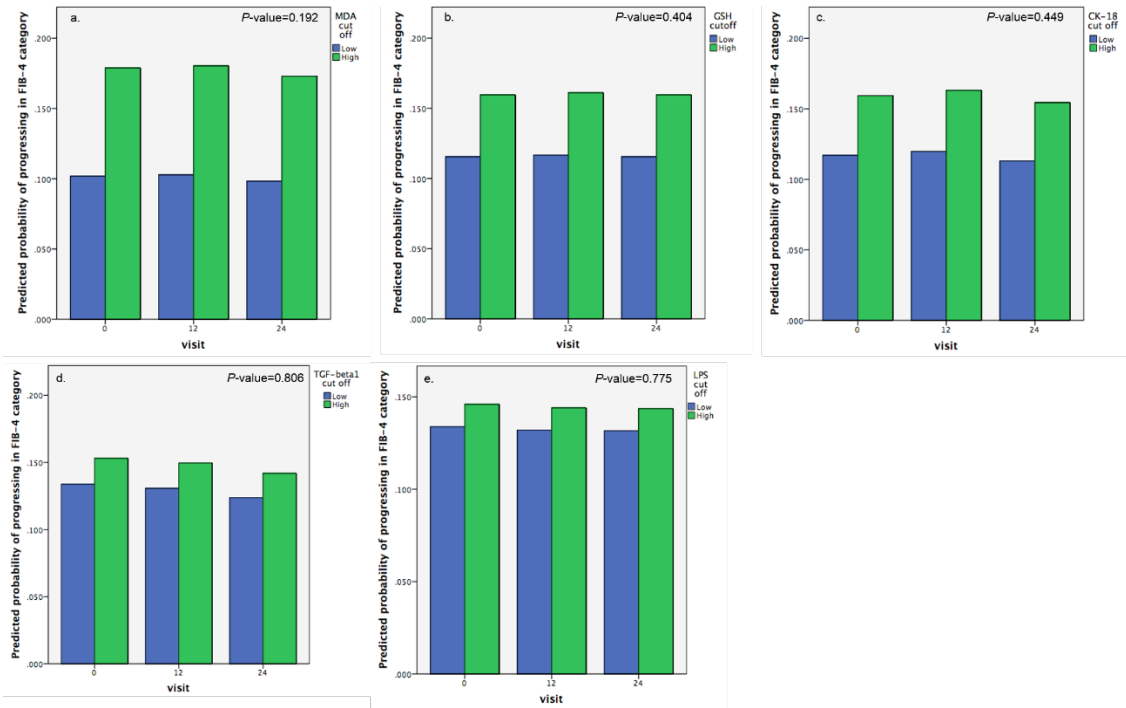 a.
P-value=0.192
MDA
cut
off
Low
High
Predicted probability of progressing in FIB-4 category
.200
.150
.100
.050
.000
0
12
24
visit
b.
P-value=0.404
GSH
cutoff
Low
High
Predicted probability of progressing in FIB-4 category
.200
.150
.100
.050
.000
0
12
24
visit
c.
P-value=0.449
CK-18
cut off
Low
High
Predicted probability of progressing in FIB-4 category
.200
.150
.100
.050
.000
0
12
24
visit
d.
P-value=0.806
TGF-beta1
cut off
Low
High
Predicted probability of progressing in FIB-4 category
.200
.150
.100
.050
.000
0
12
24
visit
e.
P-value=0.775
LPS
cut
off
Low
High
Predicted probability of progressing in FIB-4 category
.150
.100
.050
.000
0
12
24
visit